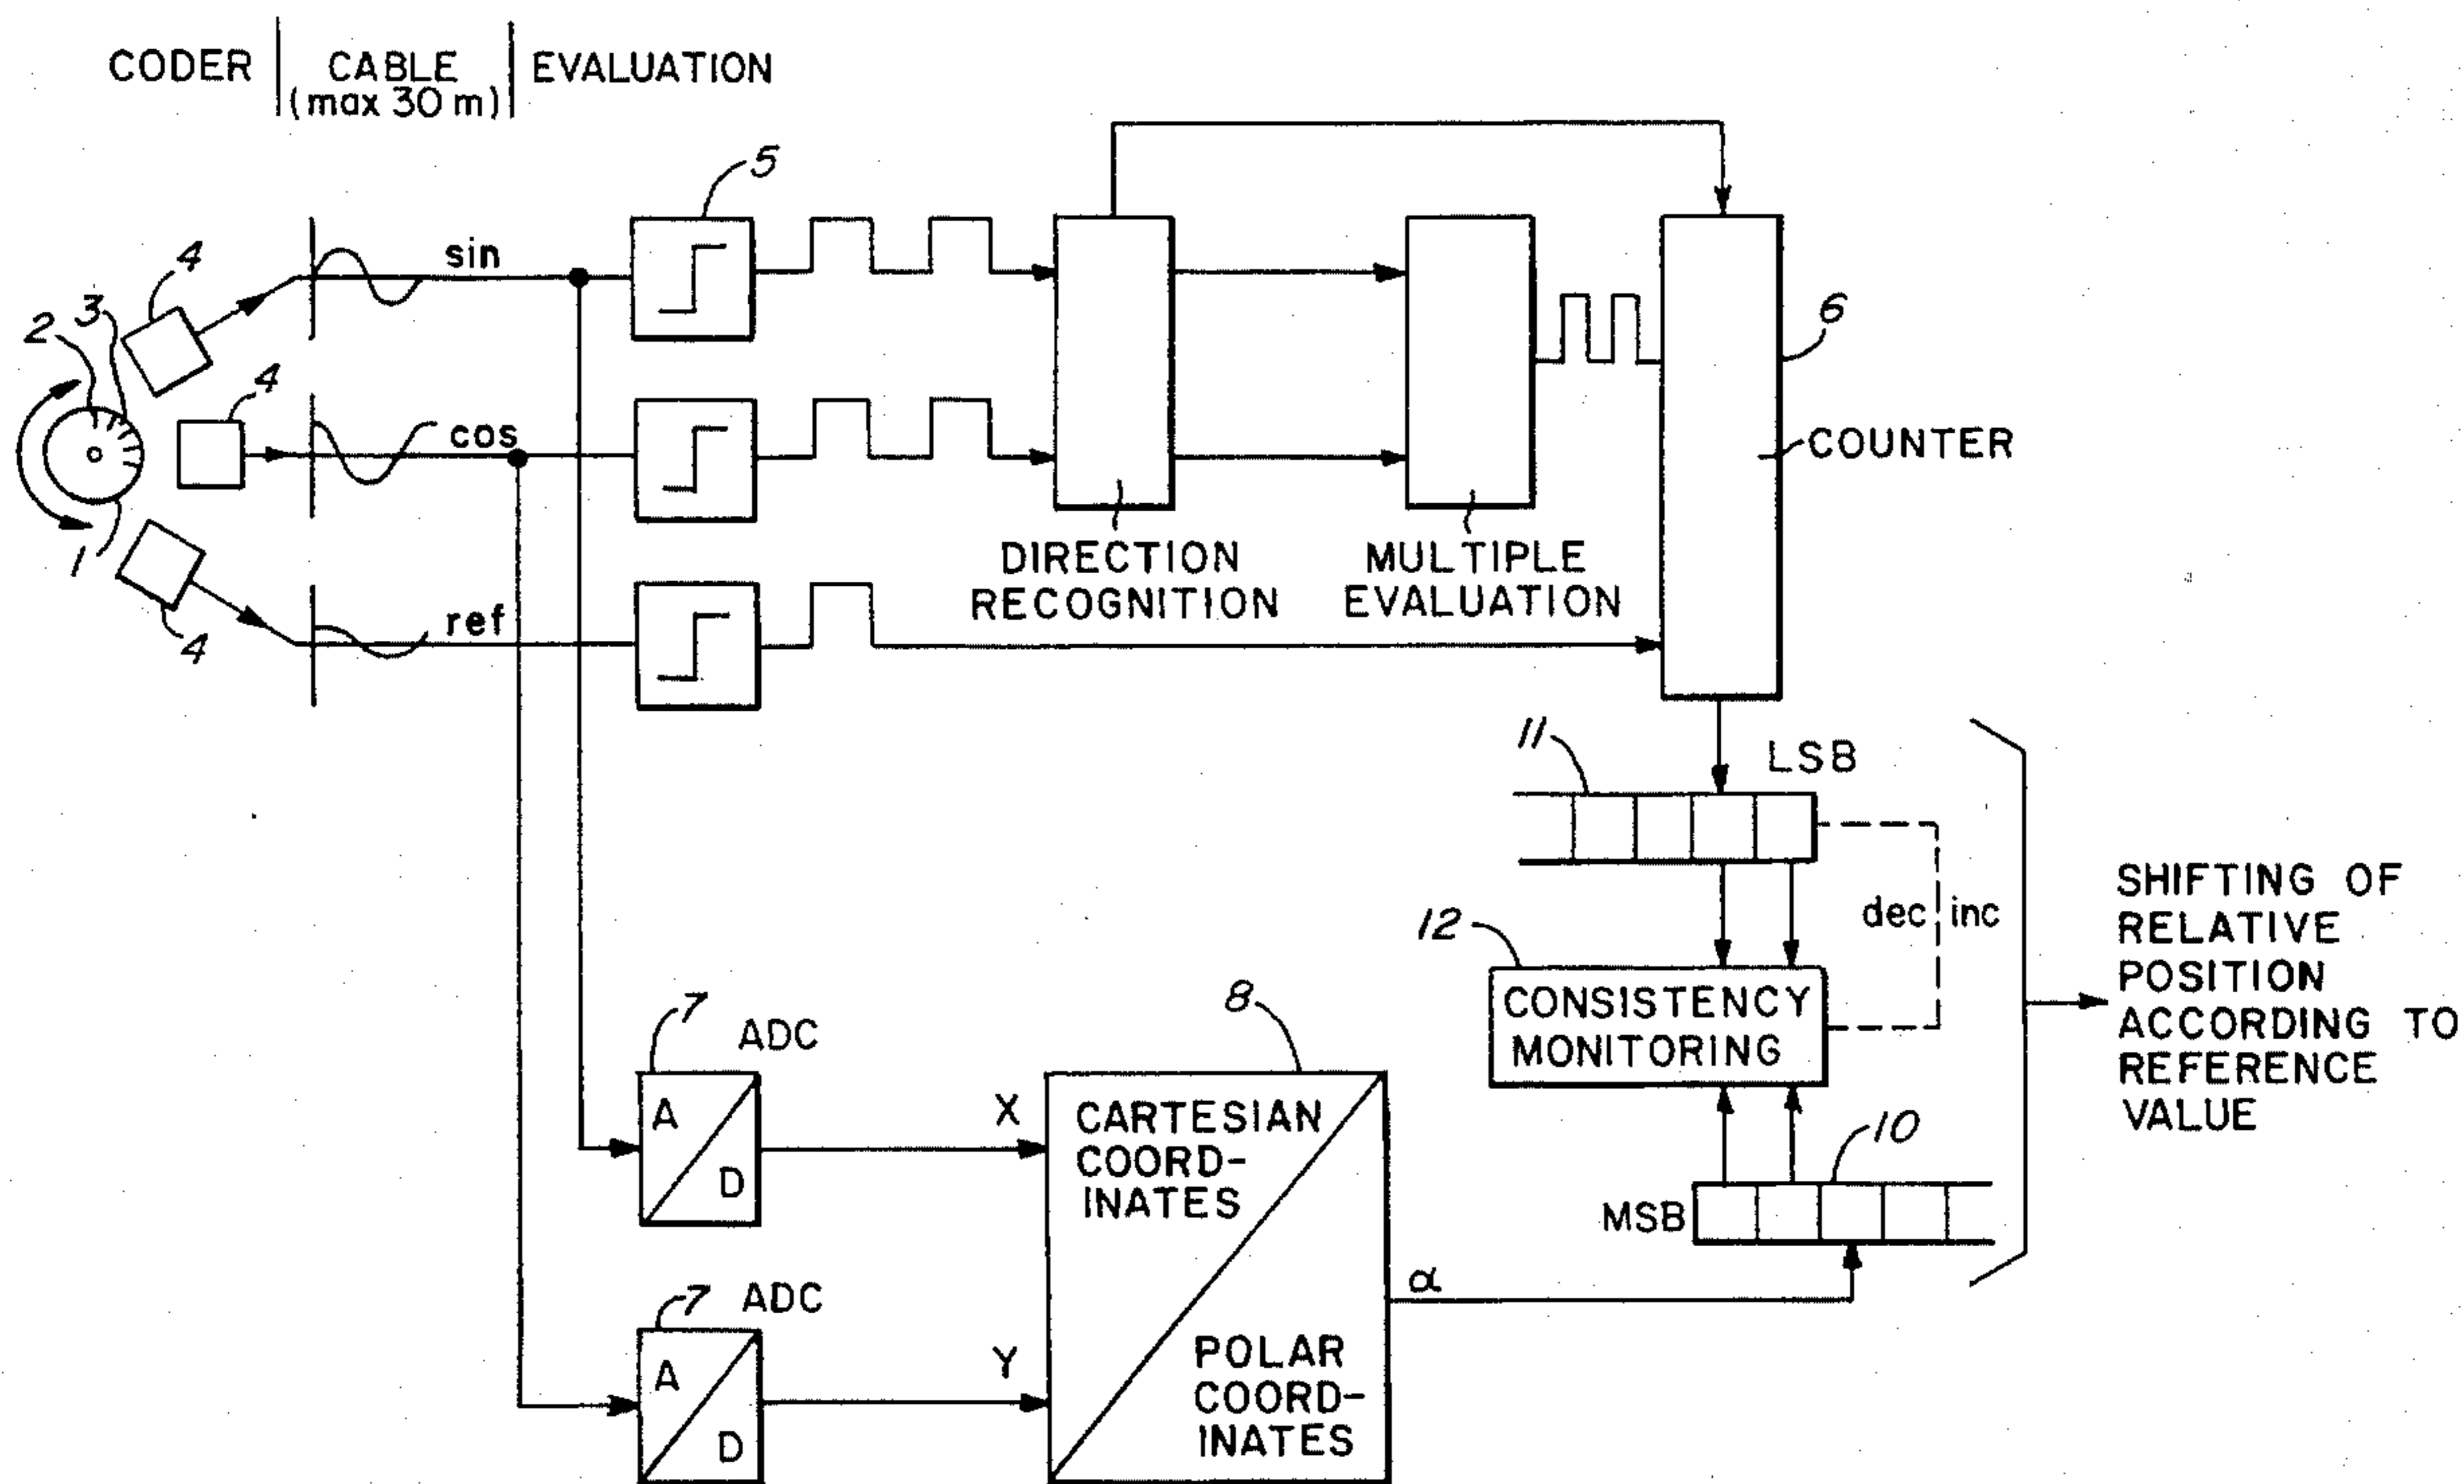 CODER CABLE EVALUATION
(max 30 m)
5
sin
4
2 3
6
4
cos
COUNTER
1
DIRECTION
RECOGNITION
MULTIPLE
EVALUATION
ref
4
11
LSB
dec inc
12
CONSISTENCY
MONITORING
SHIFTING OF
RELATIVE
POSITION
ACCORDING TO
REFERENCE
VALUE
7 ADC
8
A
D
X
CARTESIAN
COORD-
INATES
10
MSB
7 ADC
A
D
Y
α
POLAR
COORD-
INATES